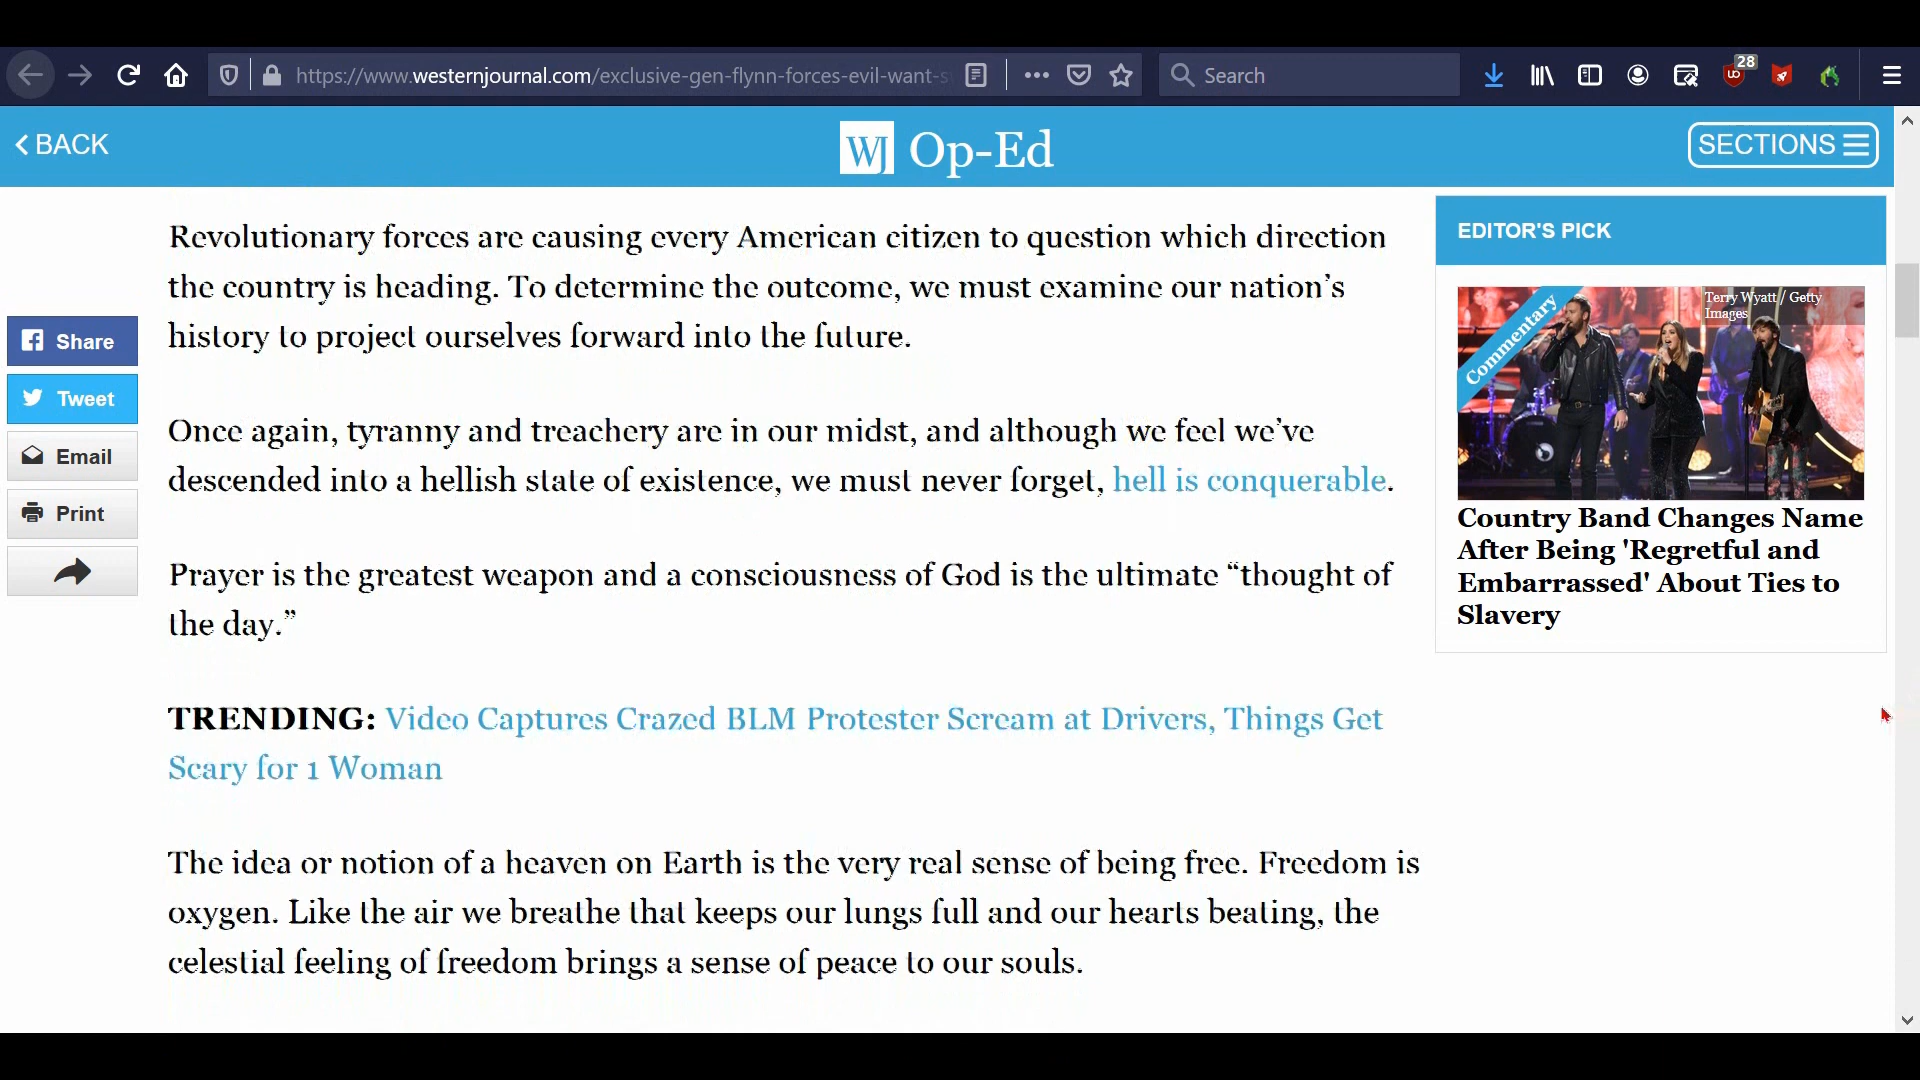 https://www.westernjournal.com/exclusive-gen-flynn-forces-evil-want-s
Search
28
BACK
WJ Op-Ed
SECTIONS
Share
Tweet
Email
Print
Revolutionary forces are causing every American citizen to question which direction
the country is heading. To determine the outcome, we must examine our nation's
history to project ourselves forward into the future.
Once again, tyranny and treachery are in our midst, and although we feel we've
descended into a hellish state of existence, we must never forget, hell is conquerable.
Prayer is the greatest weapon and a consciousness of God is the ultimate “thought of
the day.”
TRENDING: Video Captures Crazed BLM Protester Scream at Drivers, Things Get
Scary for 1 Woman
The idea or notion of a heaven on Earth is the very real sense of being free. Freedom is
oxygen. Like the air we breathe that keeps our lungs full and our hearts beating, the
celestial feeling of freedom brings a sense of peace to our souls.
EDITOR'S PICK
Commentary
Terry Wyatt / Getty
Images
Country Band Changes Name
After Being 'Regretful and
Embarrassed' About Ties to
Slavery